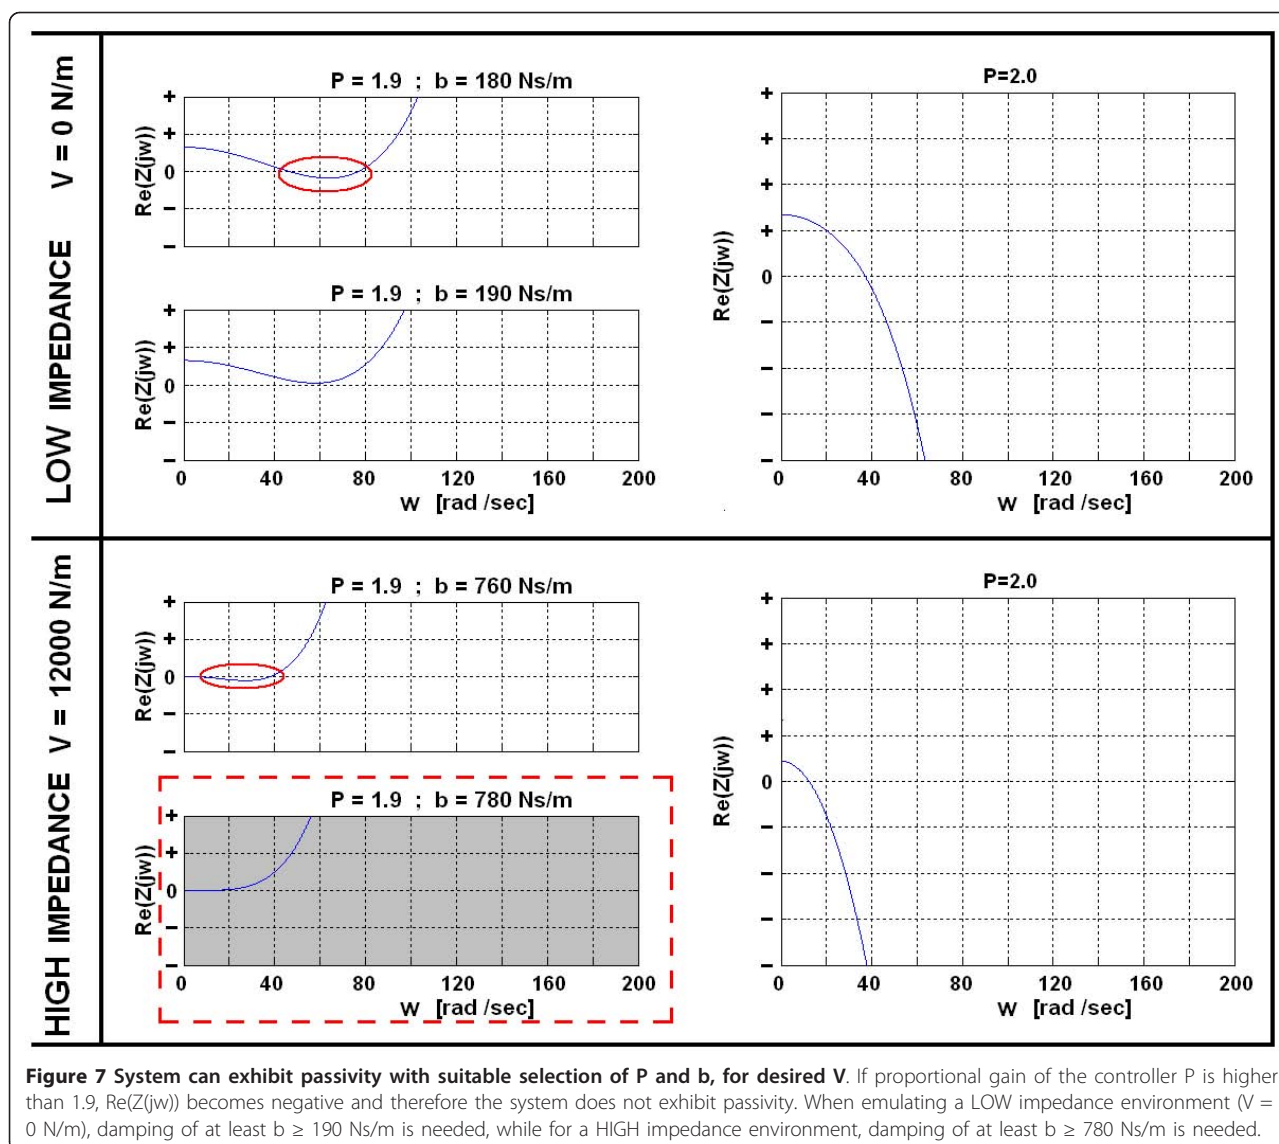 LOW IMPEDANCE V = 0 N/m
P = 1.9 ; b = 180 Ns/m
Re(Z(jw))
+
+
0
−
−
P = 1.9 ; b = 190 Ns/m
Re(Z(jw))
+
+
0
−
−
0 40 80 120 160 200
w [rad /sec]
P=2.0
Re(Z(jw))
+
+
+
+
0
−
−
−
−
0 40 80 120 160 200
w [rad /sec]
HIGH IMPEDANCE V = 12000 N/m
P = 1.9 ; b = 760 Ns/m
Re(Z(jw))
+
+
0
−
−
P = 1.9 ; b = 780 Ns/m
Re(Z(jw))
+
+
0
−
−
0 40 80 120 160 200
w [rad /sec]
P=2.0
Re(Z(jw))
+
+
+
+
0
−
−
−
−
0 40 80 120 160 200
w [rad /sec]
Figure 7 System can exhibit passivity with suitable selection of P and b, for desired V. If proportional gain of the controller P is higher
than 1.9, Re(Z(jw)) becomes negative and therefore the system does not exhibit passivity. When emulating a LOW impedance environment (V =
0 N/m), damping of at least b ≥ 190 Ns/m is needed, while for a HIGH impedance environment, damping of at least b ≥ 780 Ns/m is needed.